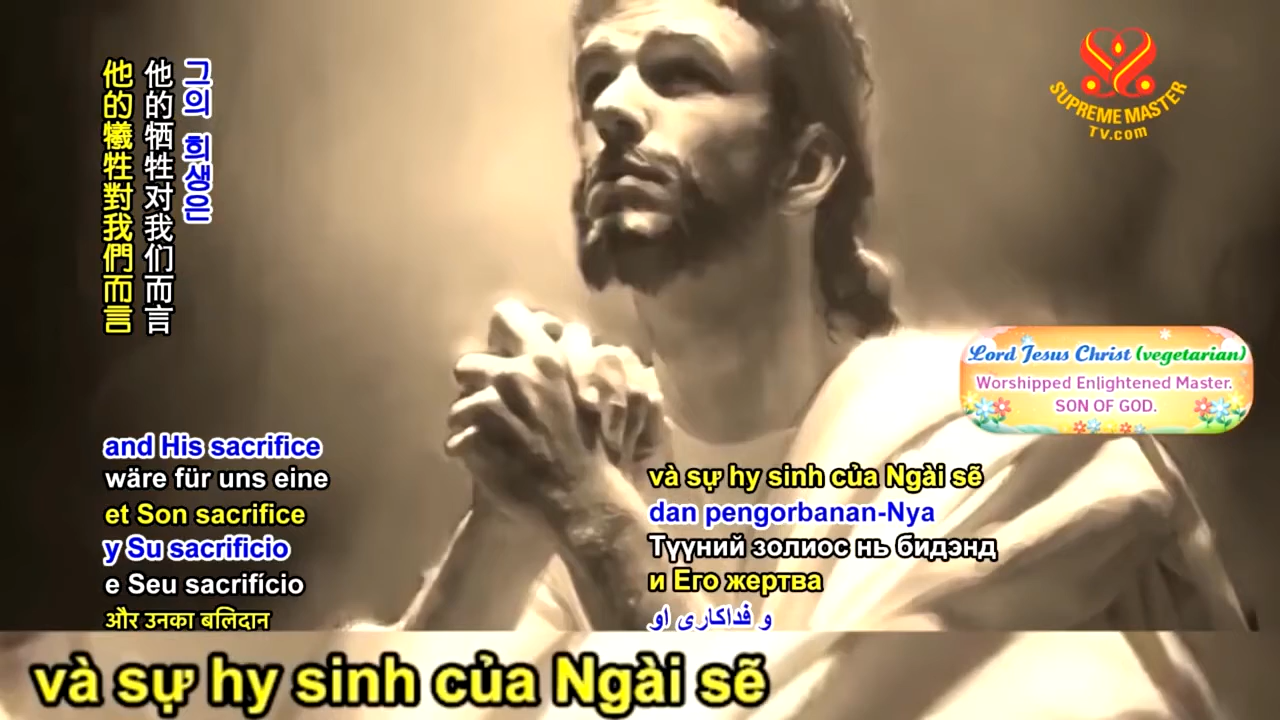 他的犧牲對我們而言
他的牺牲对我们而言
그의 희생은
SUPREME MASTER
TV.com
Lord Jesus Christ (vegetarian)
Worshipped Enlightened Master.
SON OF GOD.
and His sacrifice
wäre für uns eine
et Son sacrifice
y Su sacrificio
e Seu sacrifício
और उनका बलिदान
và sự hy sinh của Ngài sẽ
dan pengorbanan-Nya
Түүний золиос нь бидэнд
и Его жертва
و فداکاری او
và sự hy sinh của Ngài sẽ